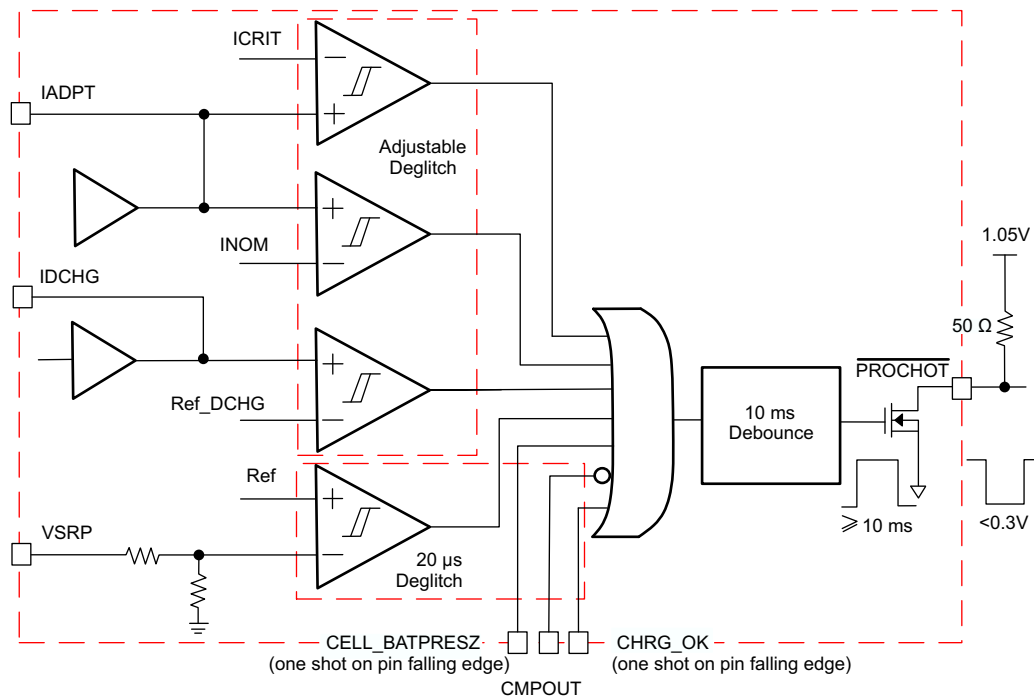 ICRIT
IADPT
Adjustable
Deglitch
INOM
1.05V
IDCHG
50 Ω
PROCHOT
Ref_DCHG
10 ms
Debounce
Ref
⩾ 10 ms
<0.3V
VSRP
20 µs
Deglitch
CELL_BATPRESZ
(one shot on pin falling edge)
CHRG_OK
(one shot on pin falling edge)
CMPOUT